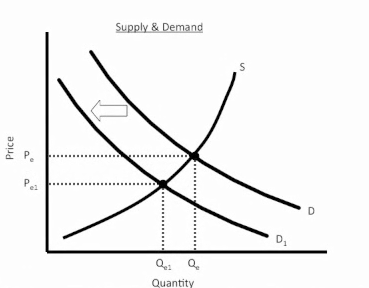 Supply & Demand
S
Price
Pe
Pe1
D
D1
Qe1 Qe
Quantity